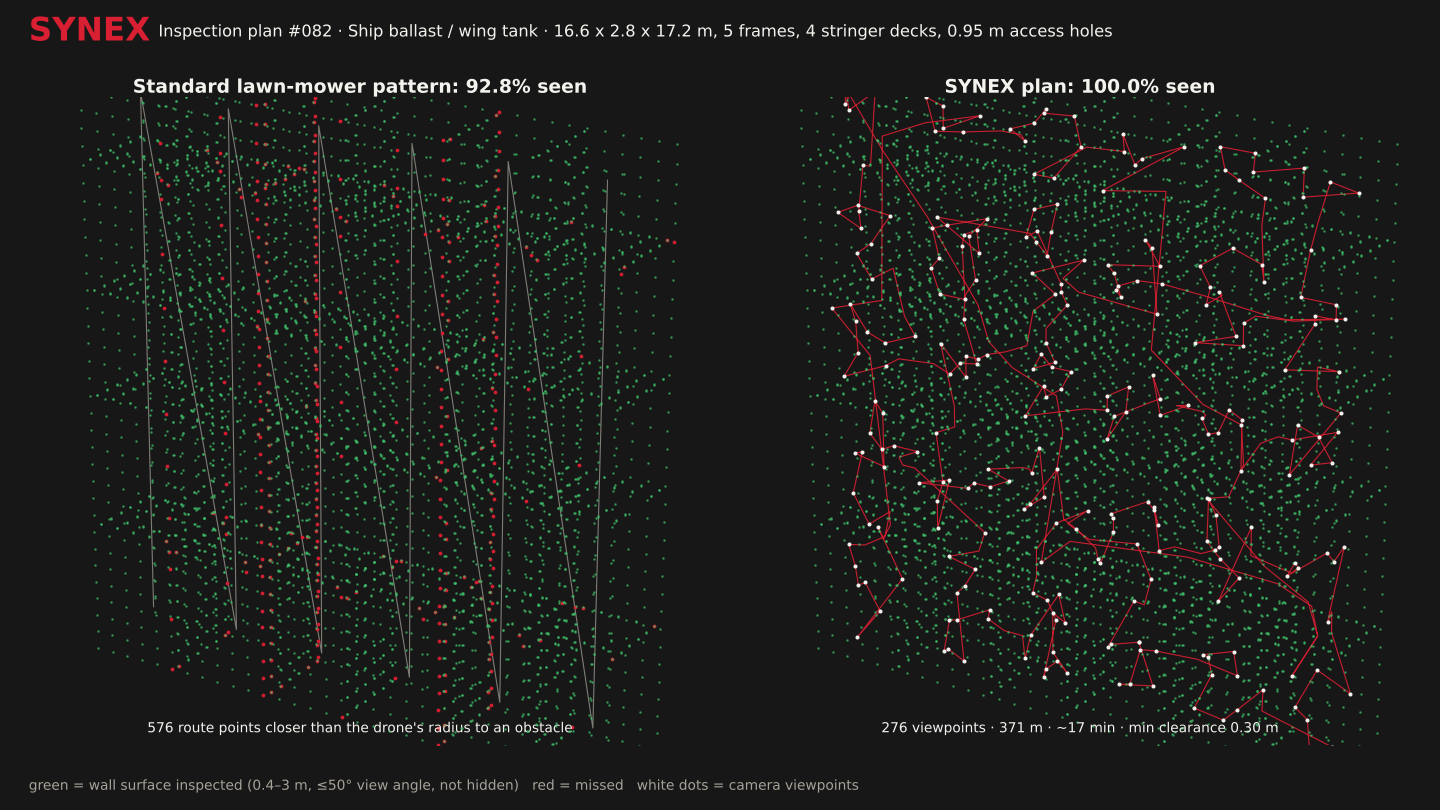 SYNEX Inspection plan #082 · Ship ballast / wing tank · 16.6 x 2.8 x 17.2 m, 5 frames, 4 stringer decks, 0.95 m access holes
Standard lawn-mower pattern: 92.8% seen
SYNEX plan: 100.0% seen
576 route points closer than the drone's radius to an obstacle
276 viewpoints · 371 m · ~17 min · min clearance 0.30 m
green = wall surface inspected (0.4–3 m, ≤50° view angle, not hidden)   red = missed   white dots = camera viewpoints